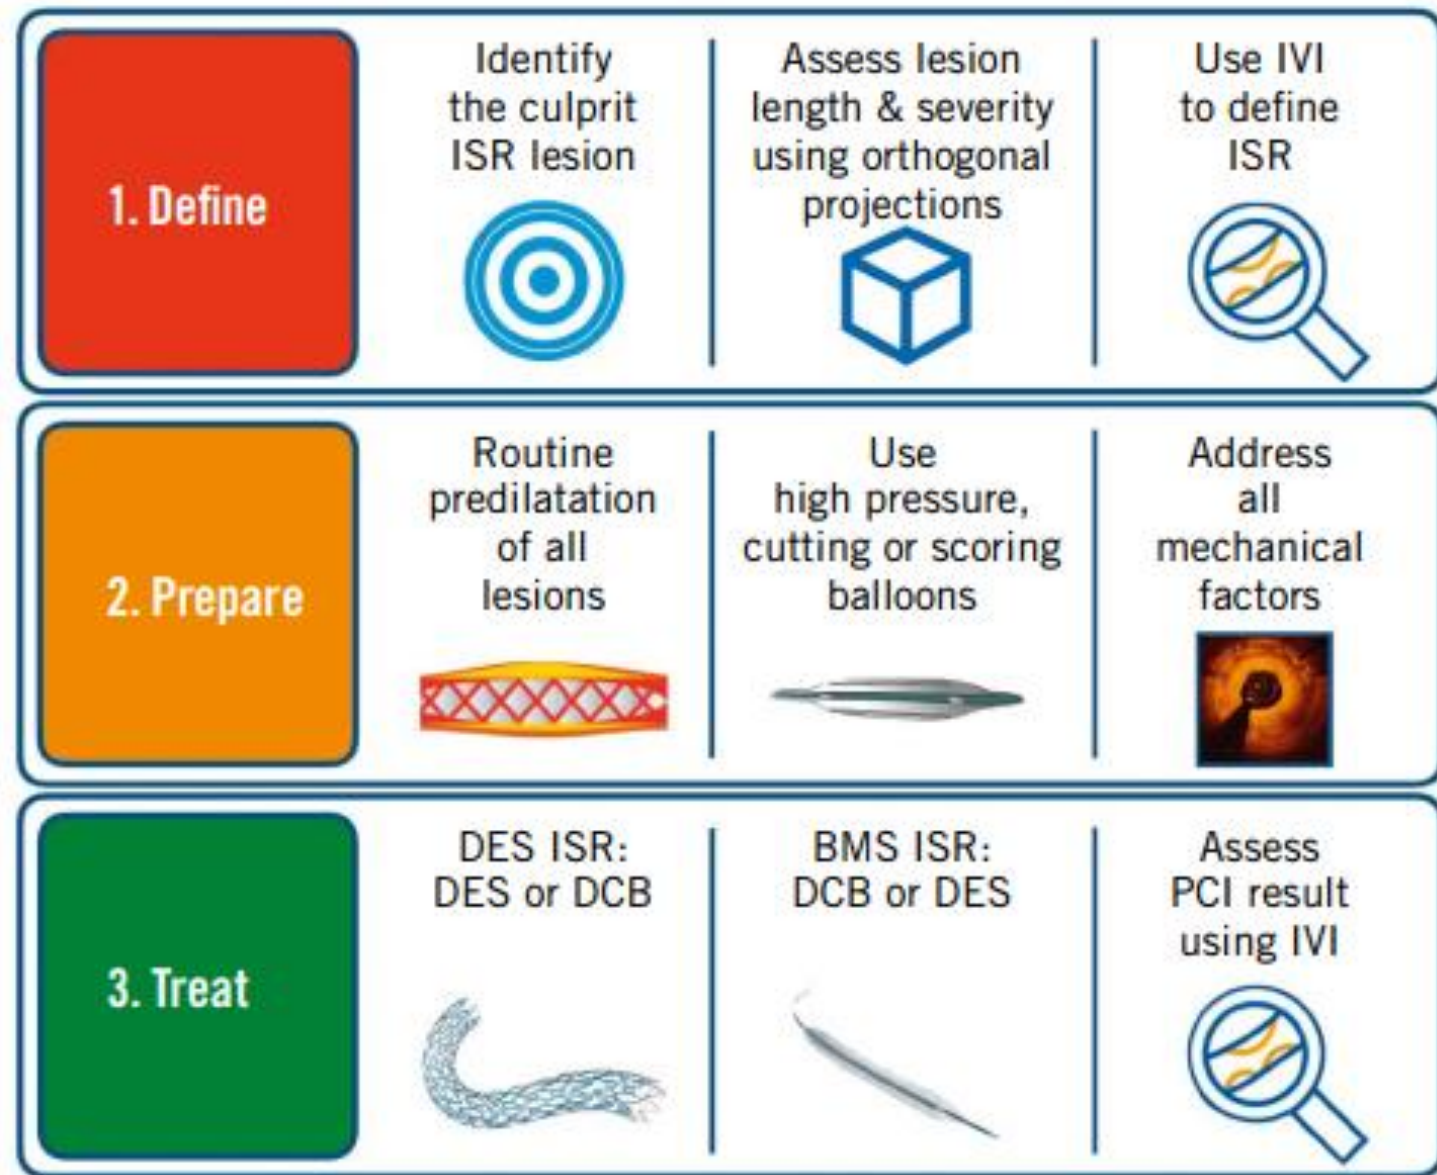 1. Define
Identify
the culprit
ISR lesion
Assess lesion
length & severity
using orthogonal
projections
Use IVI
to define
ISR
2. Prepare
Routine
predilatation
of all
lesions
Use
high pressure,
cutting or scoring
balloons
Address
all
mechanical
factors
3. Treat
DES ISR:
DES or DCB
BMS ISR:
DCB or DES
Assess
PCI result
using IVI